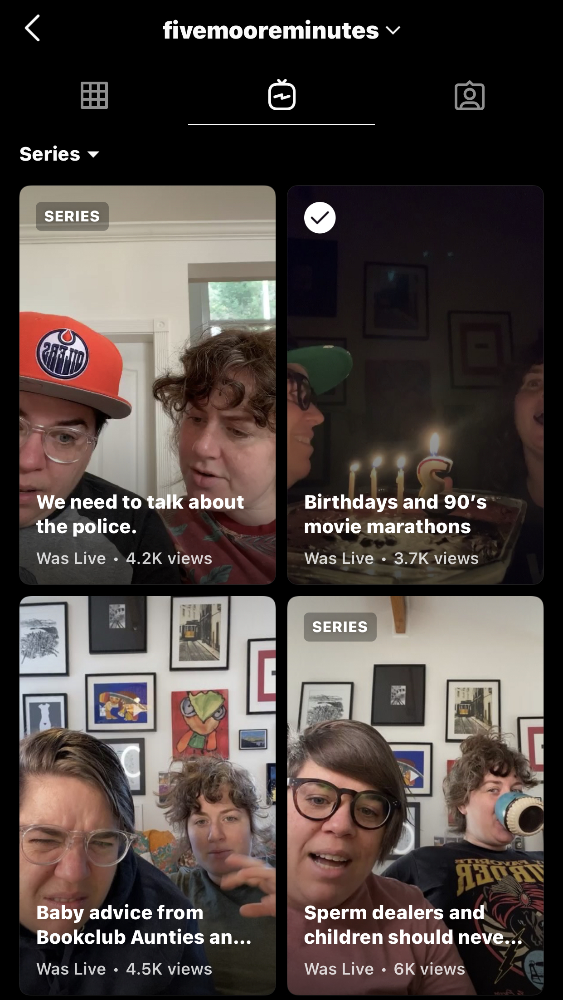 fivemooreminutes
Series
SERIES
OILERS
We need to talk about
the police.
Was Live • 4.2K views
Birthdays and 90’s
movie marathons
Was Live • 3.7K views
Baby advice from
Bookclub Aunties an...
Was Live • 4.5K views
SERIES
FAVORITE
Sperm dealers and
children should neve...
Was Live • 6K views